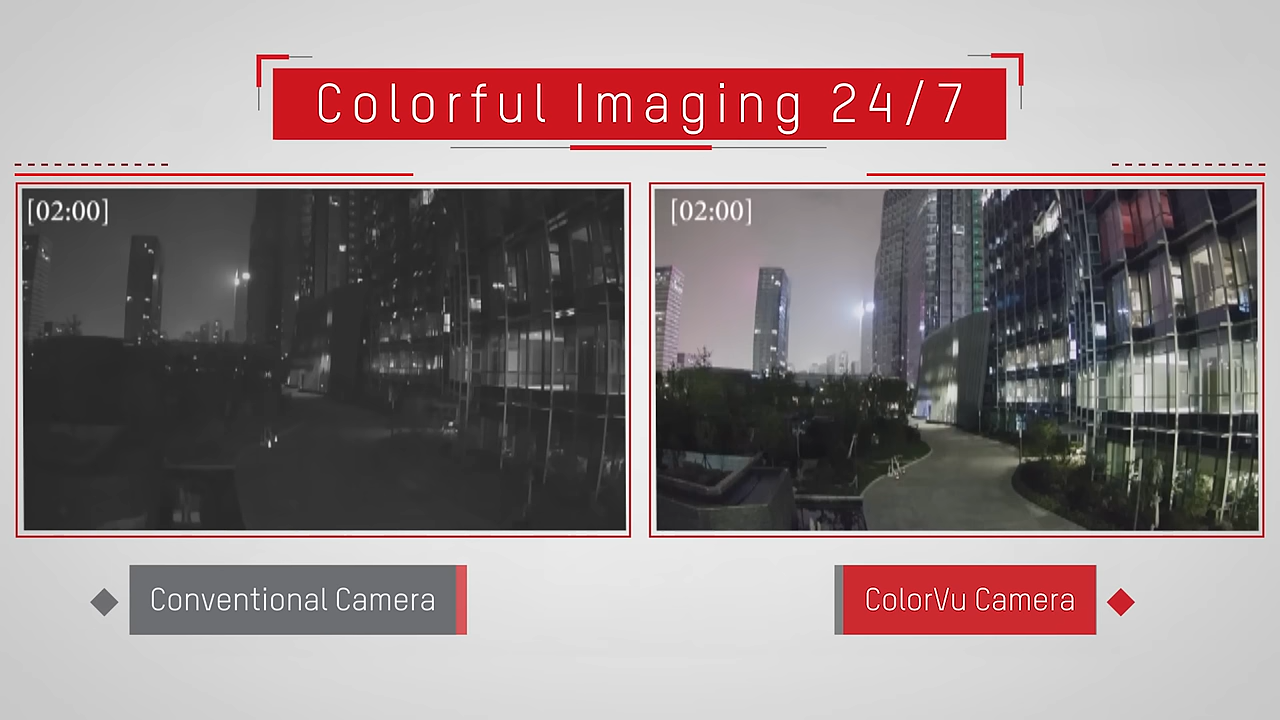 Colorful Imaging 24/7
[02:00]
[02:00]
Conventional Camera
ColorVu Camera